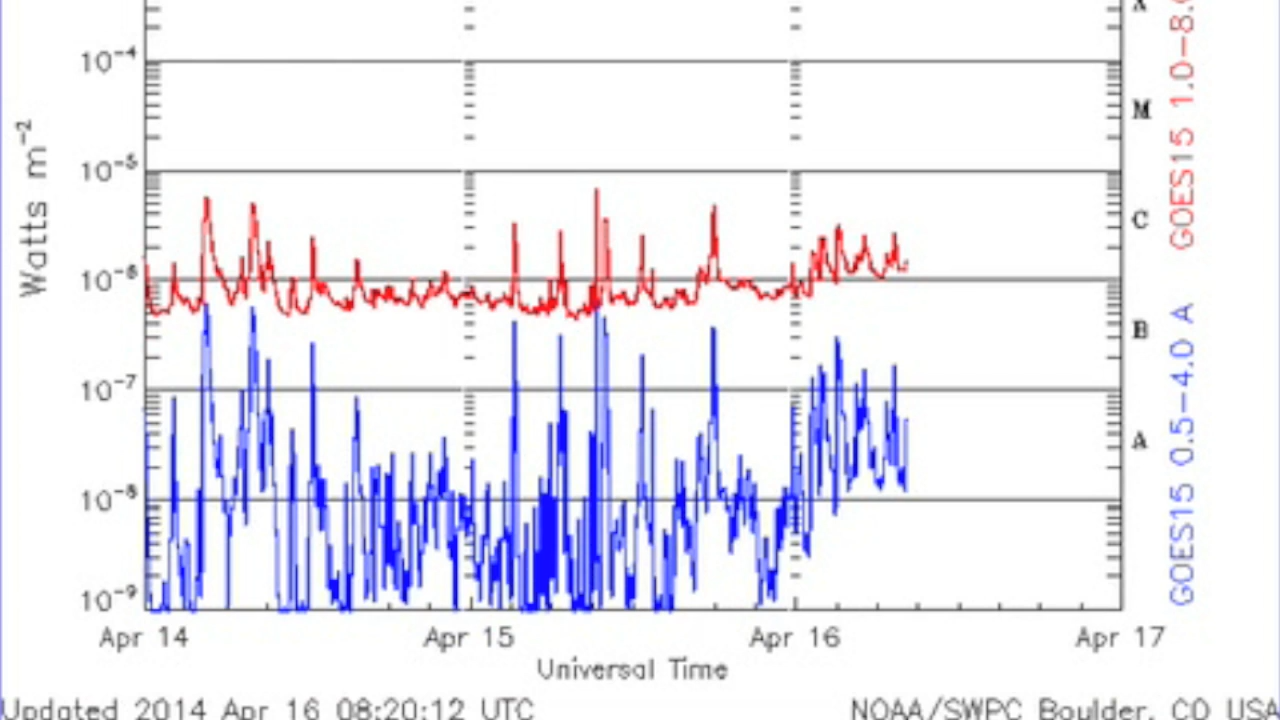 X
10-4
M
10-5
C
10-6
B
10-7
A
10-8
10-9
Watts m-2
GOES15 0.5-4.0 A
GOES15 1.0-8.
Apr 14 Apr 15 Apr 16 Apr 17
Universal Time
Updated 2014 Apr 16 08:20:12 UTC NOAA/SWPC Boulder, CO USA